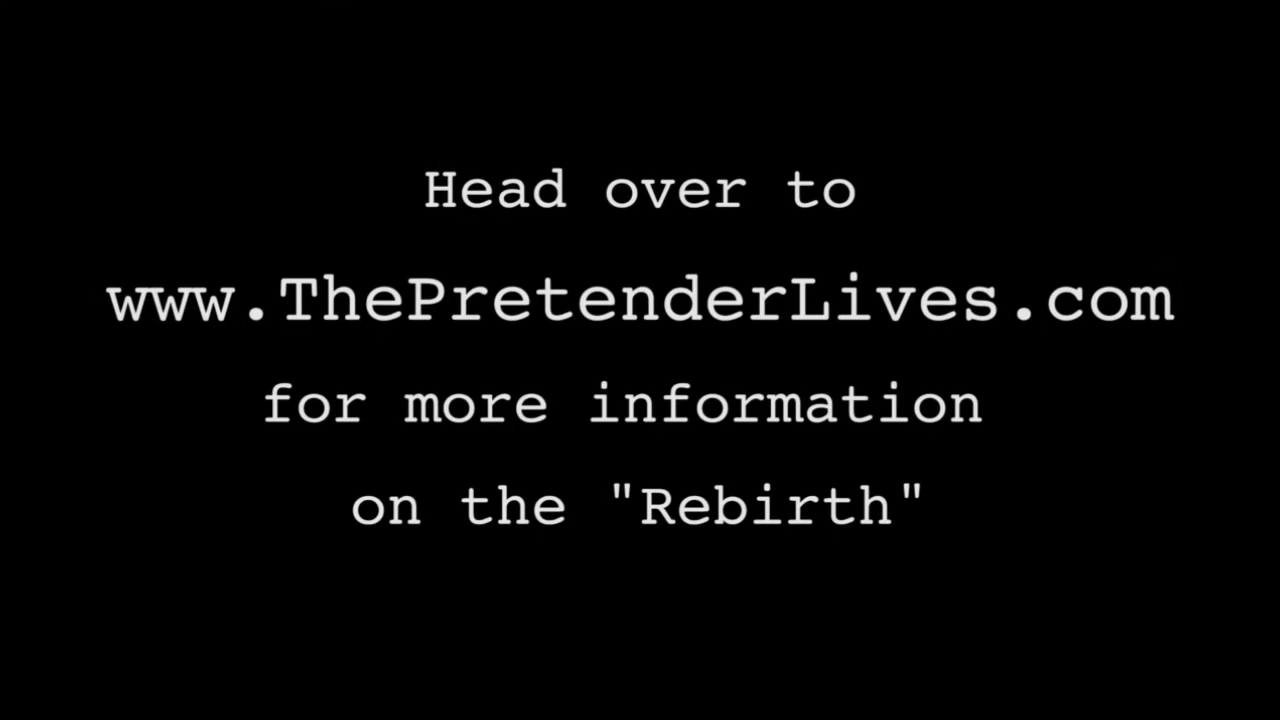 Head over to
www.ThePretenderLives.com
for more information
on the "Rebirth"